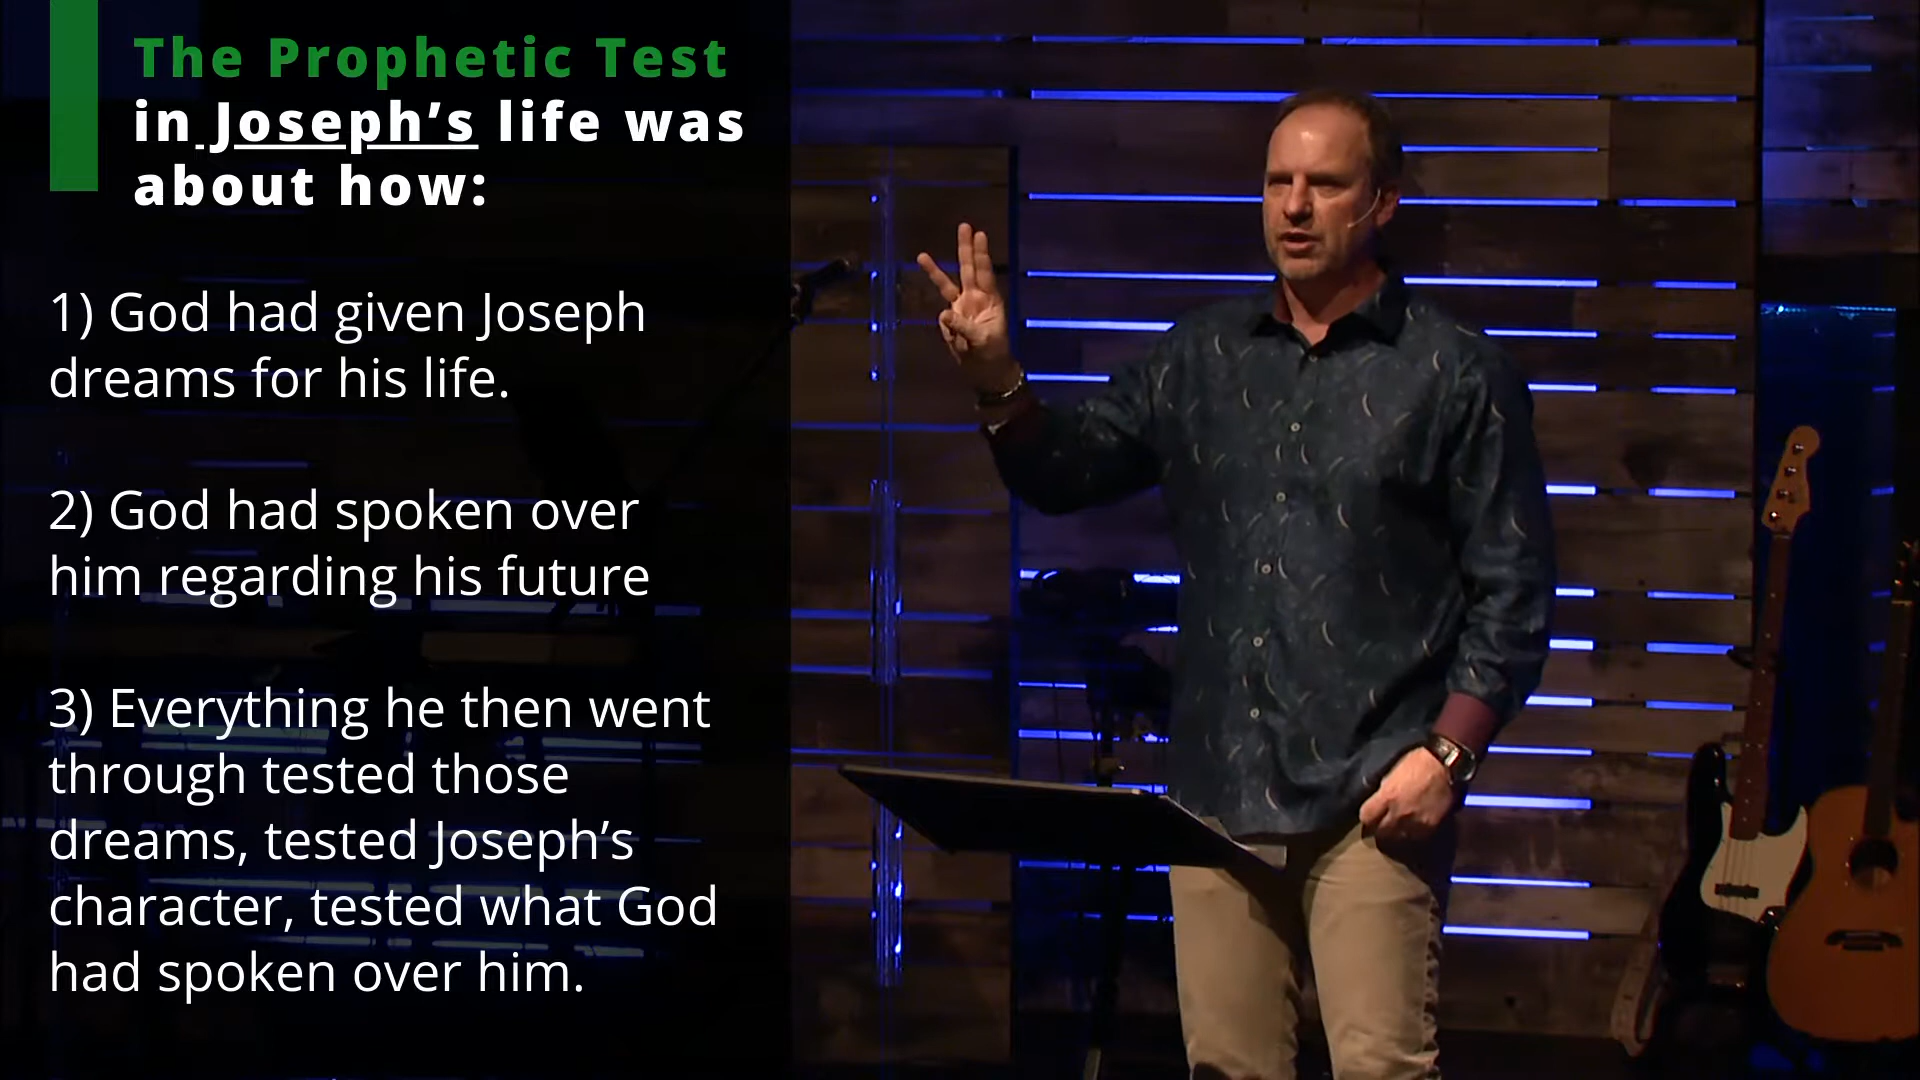 The Prophetic Test
in Joseph’s life was
about how:
1) God had given Joseph
dreams for his life.
2) God had spoken over
him regarding his future
3) Everything he then went
through tested those
dreams, tested Joseph’s
character, tested what God
had spoken over him.